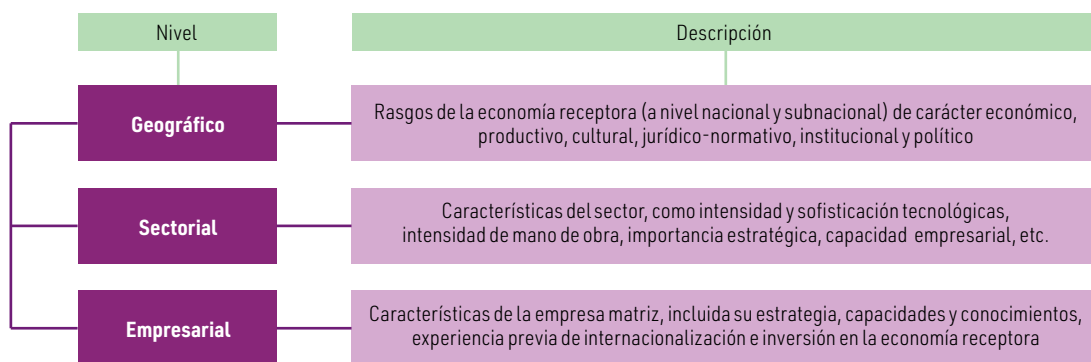 Nivel
Descripción
Geográfico
Rasgos de la economía receptora (a nivel nacional y subnacional) de carácter económico,
productivo, cultural, jurídico-normativo, institucional y político
Sectorial
Características del sector, como intensidad y sofisticación tecnológicas,
intensidad de mano de obra, importancia estratégica, capacidad empresarial, etc.
Empresarial
Características de la empresa matriz, incluida su estrategia, capacidades y conocimientos,
experiencia previa de internacionalización e inversión en la economía receptora